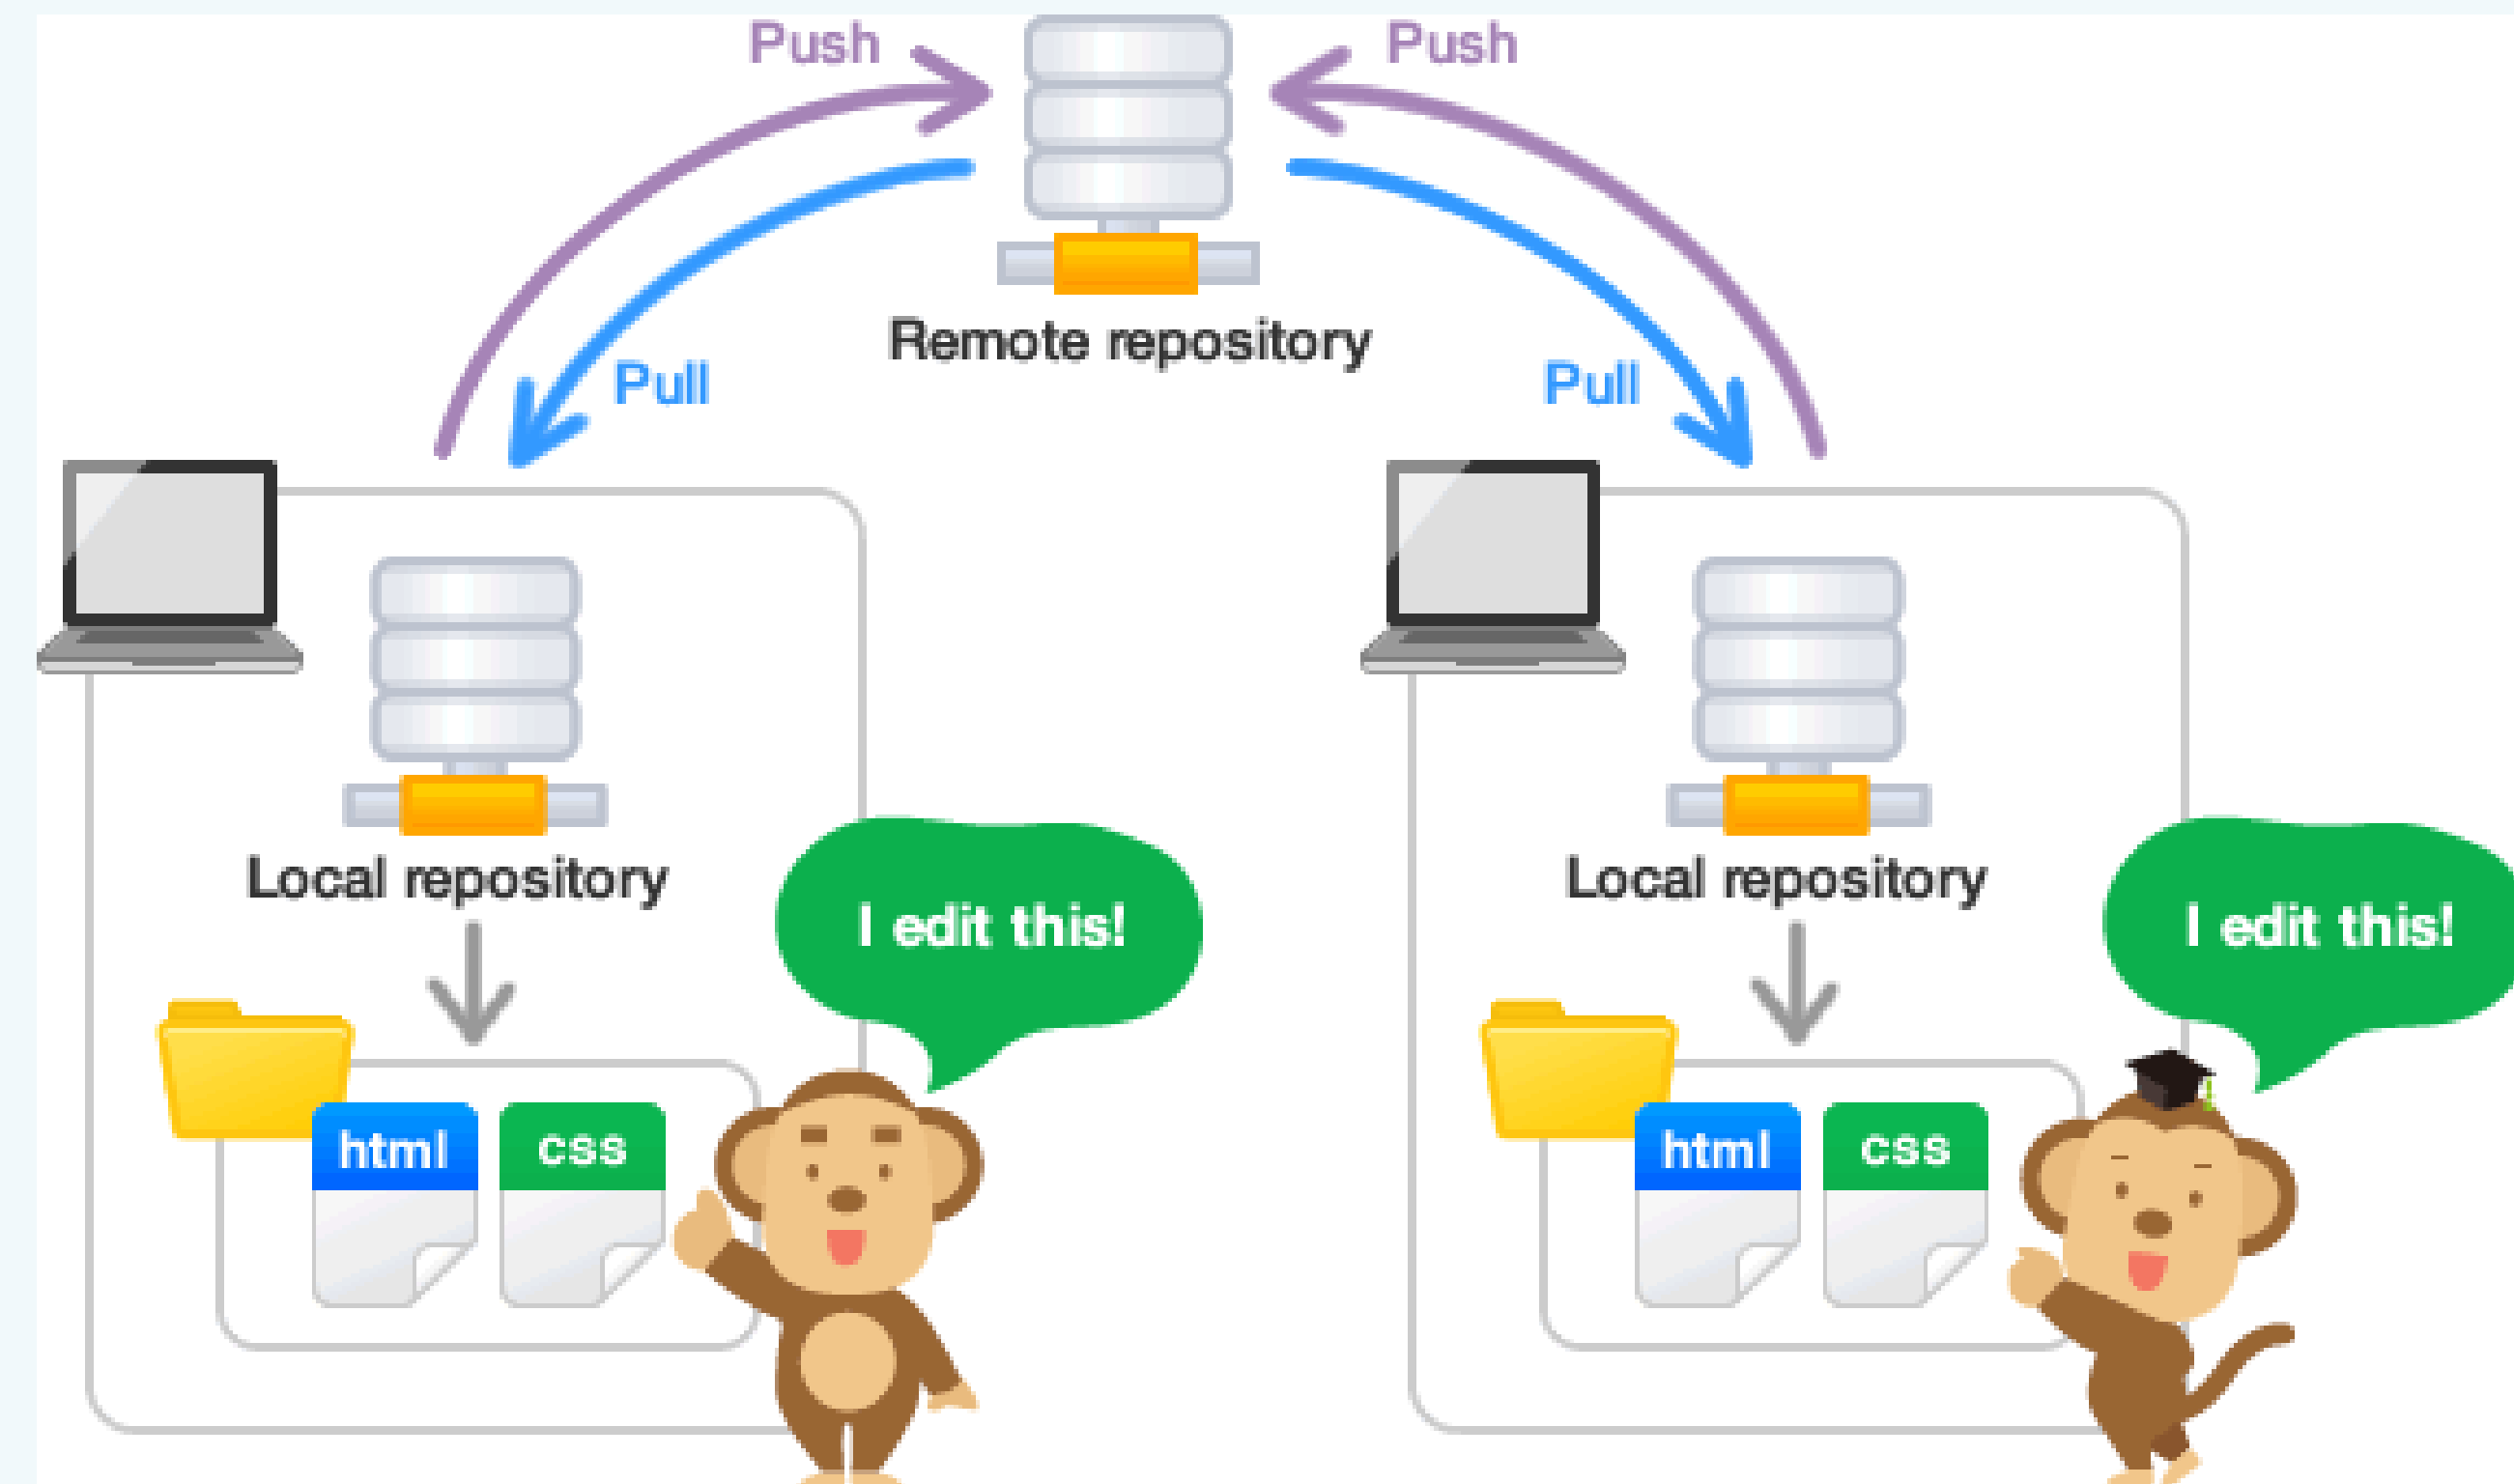 Push
Push
Remote repository
Pull
Pull
Local repository
Local repository
I edit this!
I edit this!
html
css
html
css